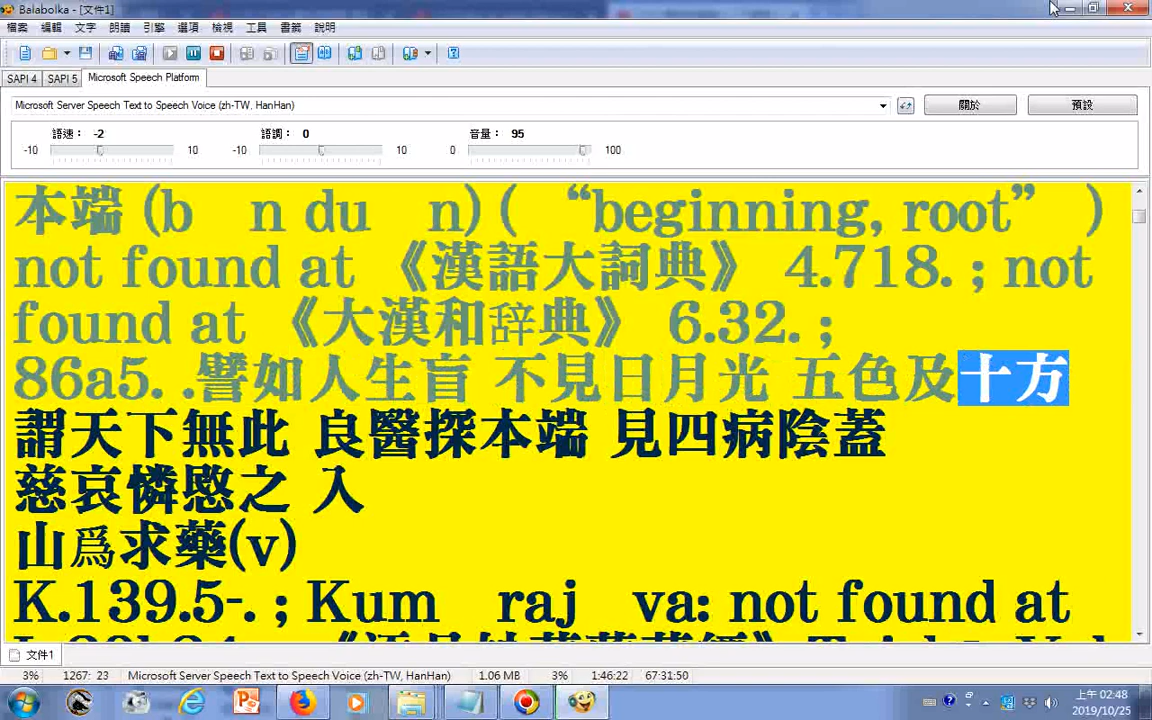 Balabolka - [文件1]
檔案 編輯 文字 朗讀 引擎 選項 檢視 工具 書籤 說明
SAPI 4 SAPI 5 Microsoft Speech Platform
Microsoft Server Speech Text to Speech Voice (zh-TW, HanHan) 關於 預設
語速： -2 語調： 0 音量： 95
-10 10 -10 10 0 100
本端 (b n du n) ( “beginning, root” )
not found at 《漢語大詞典》 4.718. ; not
found at 《大漢和辞典》 6.32. ;
86a5. .譬如人生盲 不見日月光 五色及十方
謂天下無此 良醫探本端 見四病陰蓋
慈哀憐愍之 入
山爲求藥(v)
K.139.5-. ; Kum raj va: not found at
文件1
3% 1267: 23 Microsoft Server Speech Text to Speech Voice (zh-TW, HanHan) 1.06 MB 3% 1:46:22 67:31:50
上午 02:48
2019/10/25